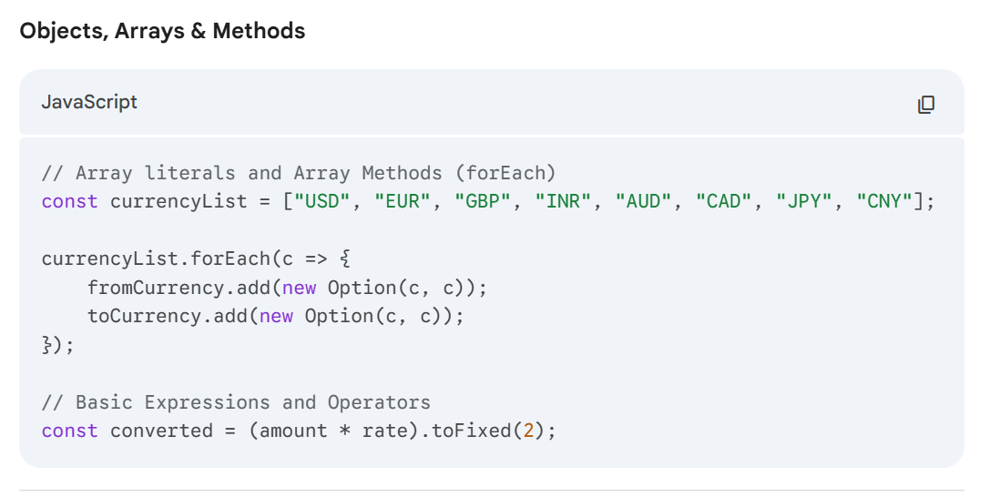 Objects, Arrays & Methods
JavaScript
// Array literals and Array Methods (forEach)
const currencyList = ["USD", "EUR", "GBP", "INR", "AUD", "CAD", "JPY", "CNY"];
currencyList.forEach(c => {
    fromCurrency.add(new Option(c, c));
    toCurrency.add(new Option(c, c));
});
// Basic Expressions and Operators
const converted = (amount * rate).toFixed(2);